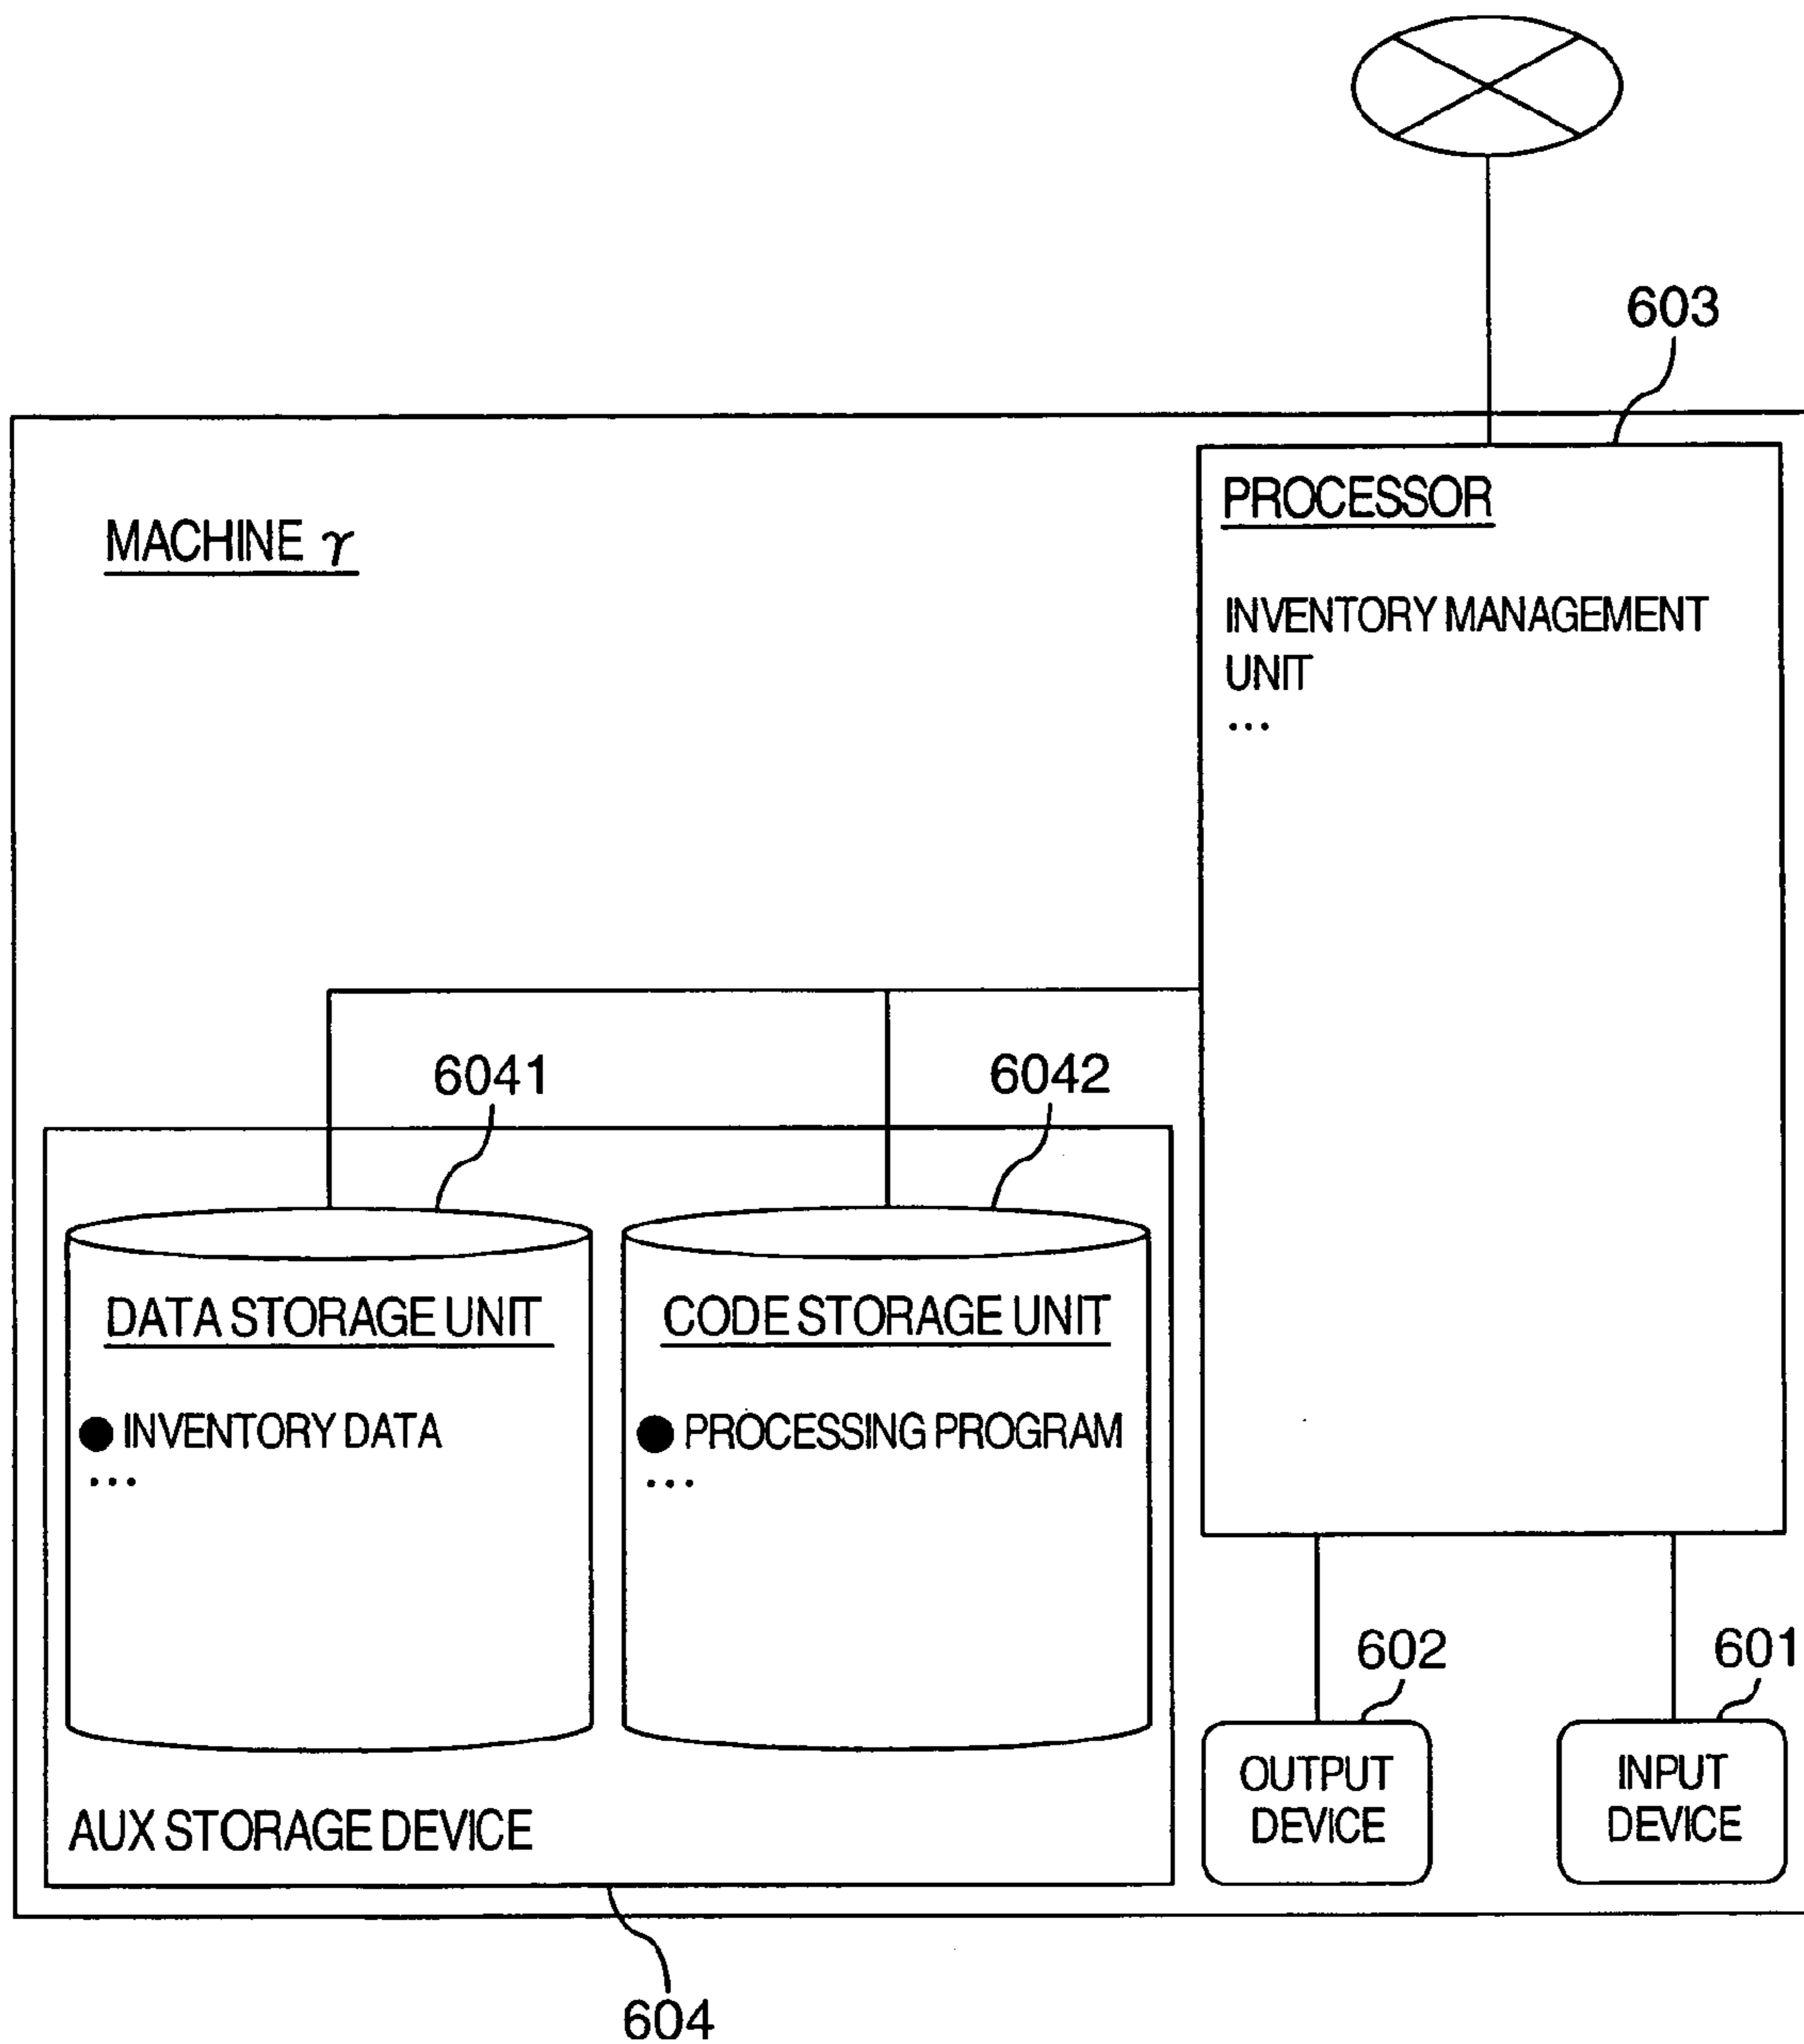 603
PROCESSOR
MACHINE γ
INVENTORY MANAGEMENT
UNIT
...
6041
6042
DATA STORAGE UNIT
CODE STORAGE UNIT
● INVENTORY DATA
...
● PROCESSING PROGRAM
...
602
601
OUTPUT
DEVICE
INPUT
DEVICE
AUX STORAGE DEVICE
604